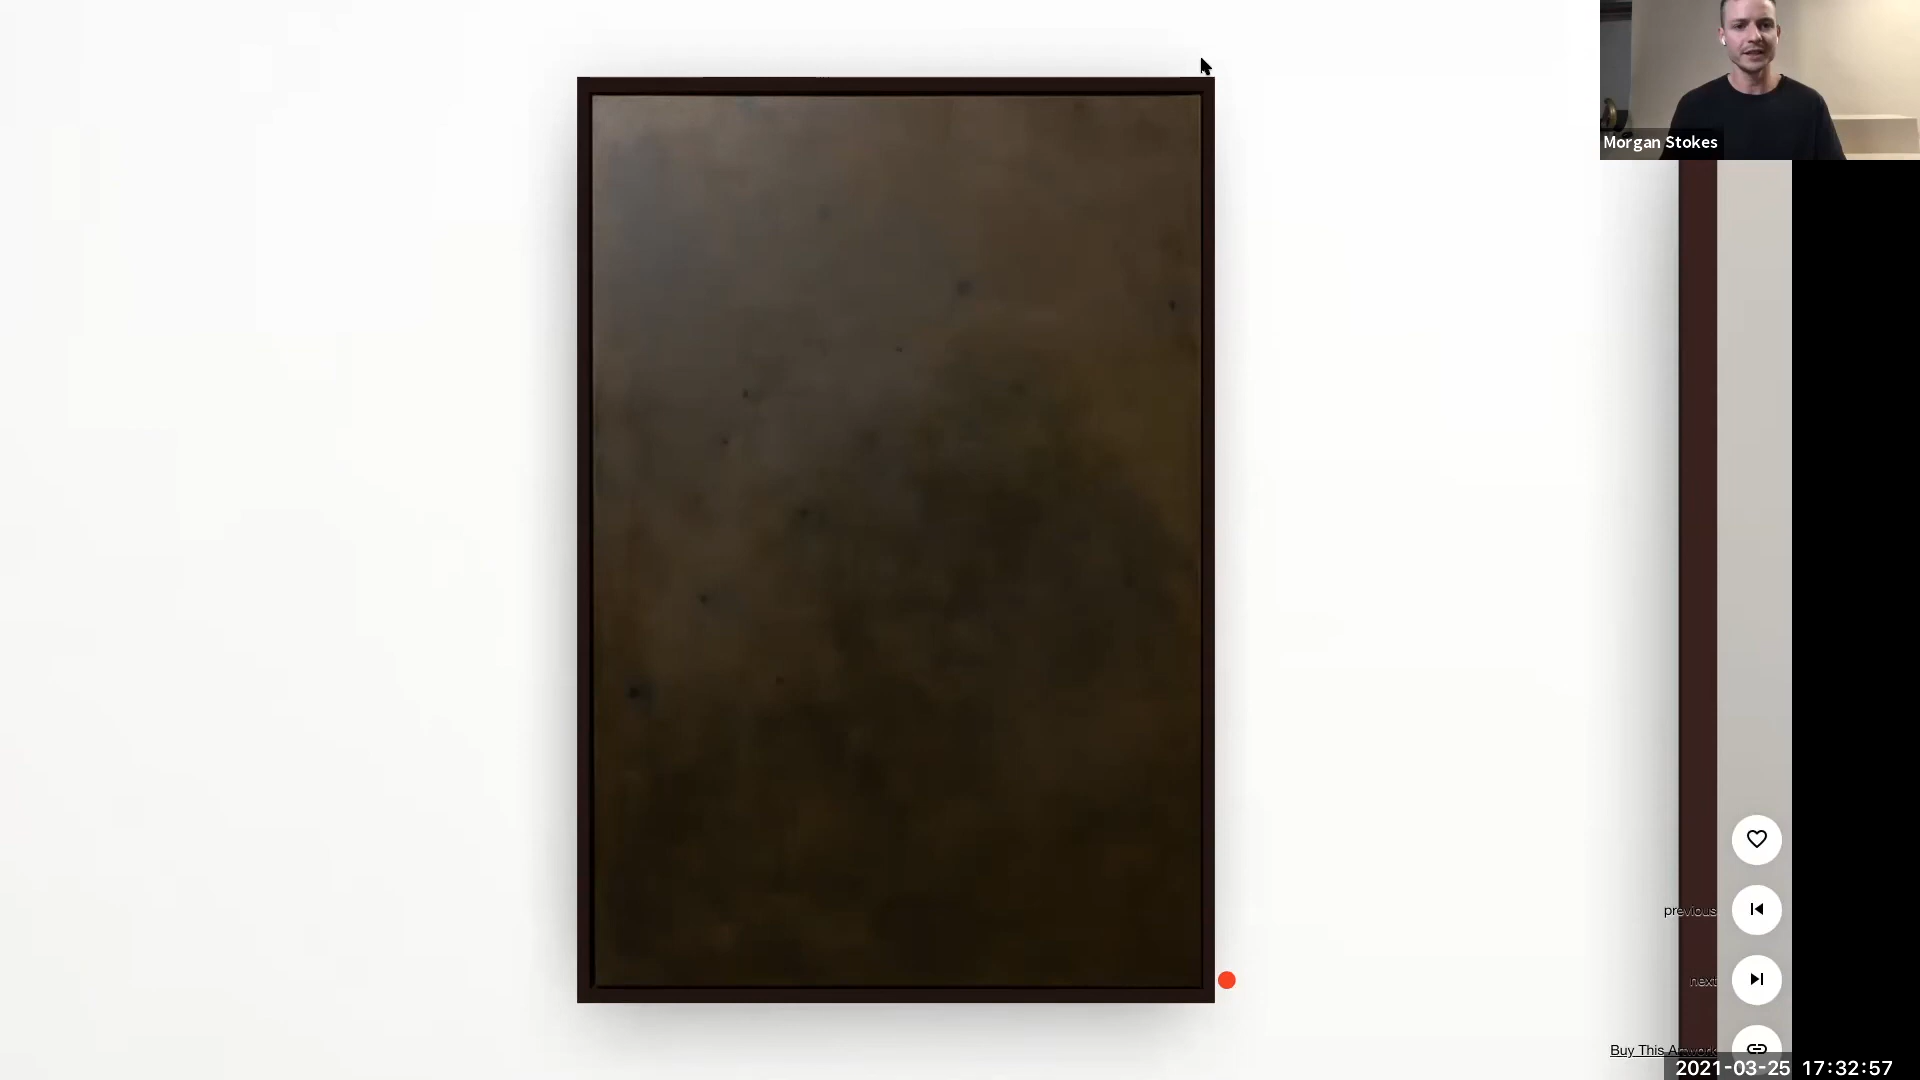 Morgan Stokes
previous
next
Buy This Artwork
2021-03-25 17:32:57